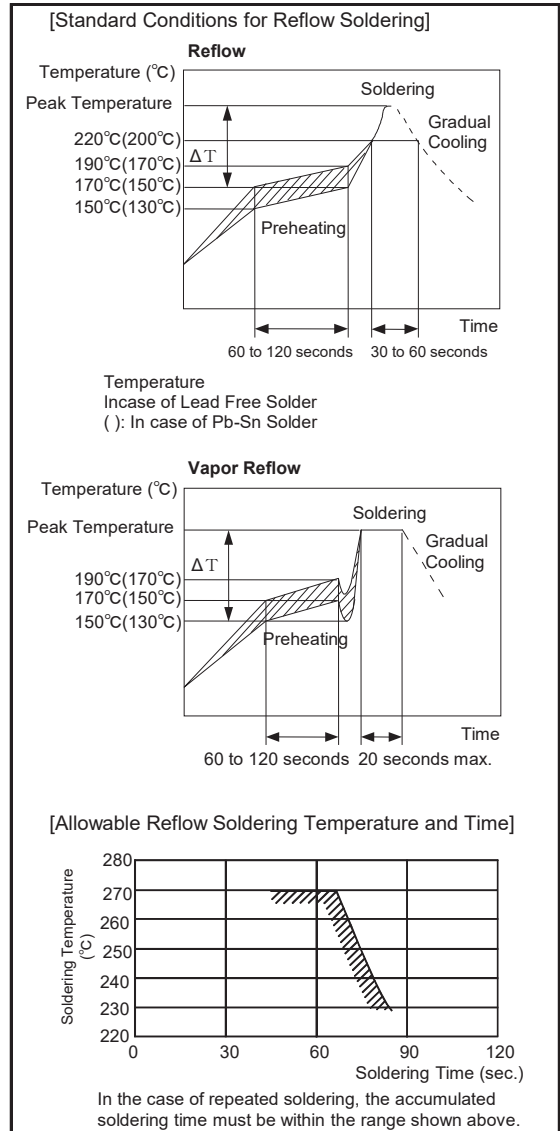 [Standard Conditions for Reflow Soldering]
Reflow
Temperature (°C)
Soldering
Peak Temperature
Gradual
Cooling
220°C(200°C)
ΔT
190°C(170°C)
170°C(150°C)
150°C(130°C)
Preheating
Time
60 to 120 seconds
30 to 60 seconds
Temperature
Incase of Lead Free Solder
( ): In case of Pb-Sn Solder
Vapor Reflow
Temperature (°C)
Soldering
Peak Temperature
Gradual
Cooling
ΔT
190°C(170°C)
170°C(150°C)
150°C(130°C)
Preheating
Time
60 to 120 seconds
20 seconds max.
[Allowable Reflow Soldering Temperature and Time]
Soldering Temperature
(°C)
280
270
260
250
240
230
220
0
30
60
90
120
Soldering Time (sec.)
In the case of repeated soldering, the accumulated
soldering time must be within the range shown above.